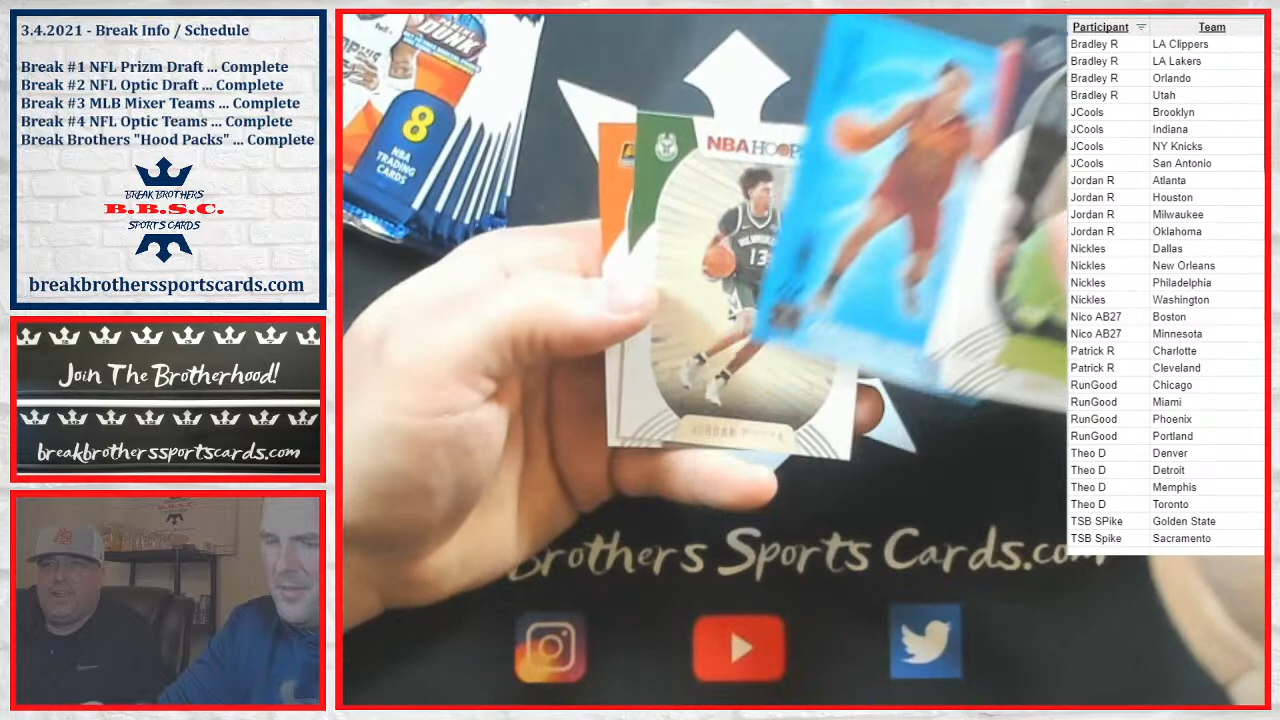 3.4.2021 - Break Info / Schedule
Break #1 NFL Prizm Draft ... Complete
Break #2 NFL Optic Draft ... Complete
Break #3 MLB Mixer Teams ... Complete
Break #4 NFL Optic Teams ... Complete
Break Brothers "Hood Packs" ... Complete
BREAK BROTHERS
B.B.S.C.
SPORTS CARDS
breakbrotherssportscards.com
Join The Brotherhood!
breakbrotherssportscards.com
DUNK
8
NBA
TRADING
CARDS
NBA HOOP
13
JORDAN
Brothers Sports Cards.co
Participant Team
Bradley R LA Clippers
Bradley R LA Lakers
Bradley R Orlando
Bradley R Utah
JCools Brooklyn
JCools Indiana
JCools NY Knicks
JCools San Antonio
Jordan R Atlanta
Jordan R Houston
Jordan R Milwaukee
Jordan R Oklahoma
Nickles Dallas
Nickles New Orleans
Nickles Philadelphia
Nickles Washington
Nico AB27 Boston
Nico AB27 Minnesota
Patrick R Charlotte
Patrick R Cleveland
RunGood Chicago
RunGood Miami
RunGood Phoenix
RunGood Portland
Theo D Denver
Theo D Detroit
Theo D Memphis
Theo D Toronto
TSB SPike Golden State
TSB Spike Sacramento